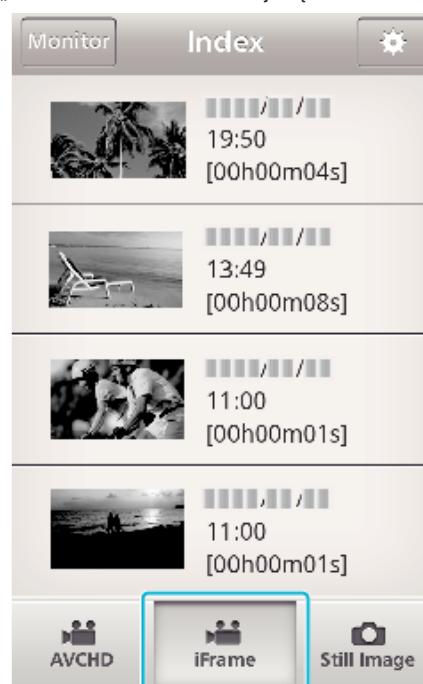 Monitor Index
19:50
[00h00m04s]
13:49
[00h00m08s]
11:00
[00h00m01s]
11:00
[00h00m01s]
AVCHD iFrame Still Image